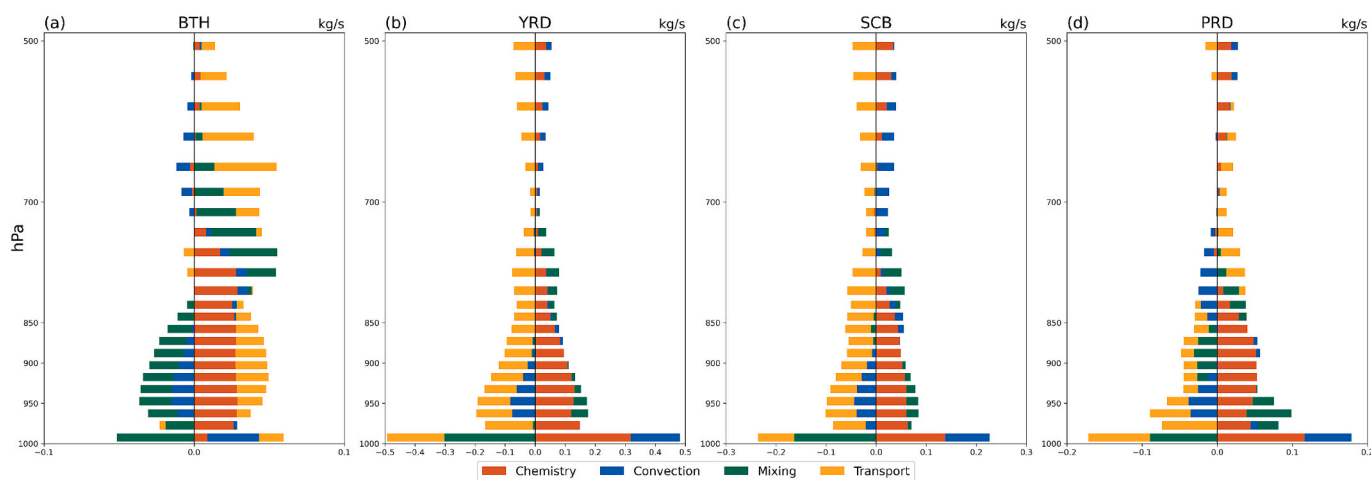 (a) BTH kg/s
(b) YRD kg/s
(c) SCB kg/s
(d) PRD kg/s
hPa
500
700
850
900
950
1000
−0.1 0.0 0.1
500
700
850
900
950
1000
−0.5 −0.4 −0.3 −0.2 −0.1 0.0 0.1 0.2 0.3 0.4 0.5
500
700
850
900
950
1000
−0.3 −0.2 −0.1 0.0 0.1 0.2 0.3
500
700
850
900
950
1000
−0.2 −0.1 0.0 0.1 0.2
Chemistry Convection Mixing Transport